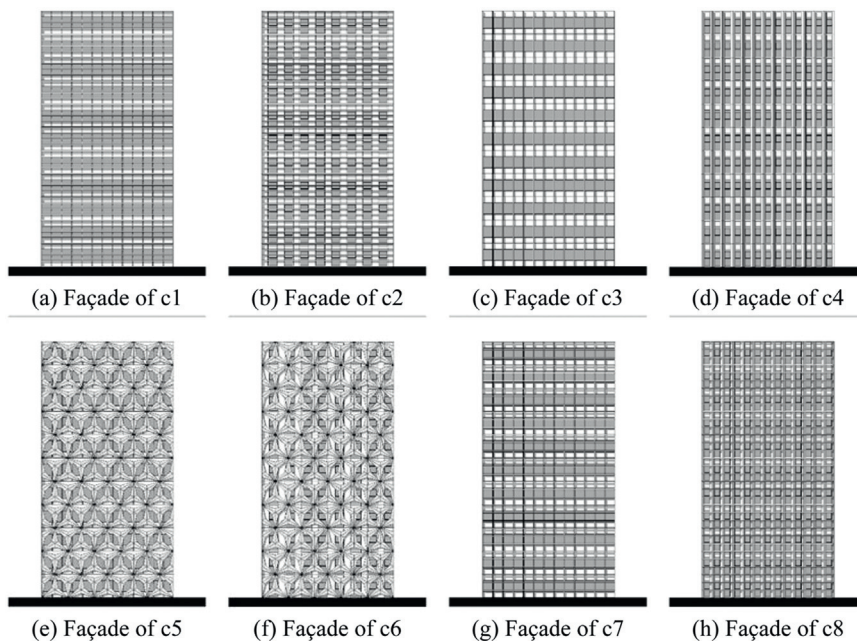 (a) Façade of c1
(b) Façade of c2
(c) Façade of c3
(d) Façade of c4
(e) Façade of c5
(f) Façade of c6
(g) Façade of c7
(h) Façade of c8